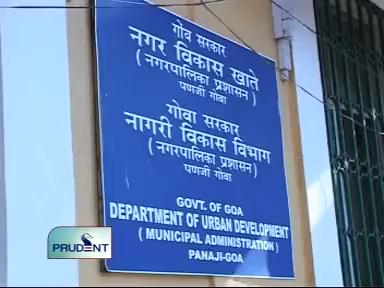 गोंय सरकार
नगर विकास खातें
( नगरपालिका प्रशासन )
पणजी गोंवा
गोवा सरकार
नागरी विकास विभाग
( नगरपालिका प्रशासन )
पणजी गोवा
GOVT. OF GOA
DEPARTMENT OF URBAN DEVELOPMENT
( MUNICIPAL ADMINISTRATION )
PANAJI-GOA
PRUDENT